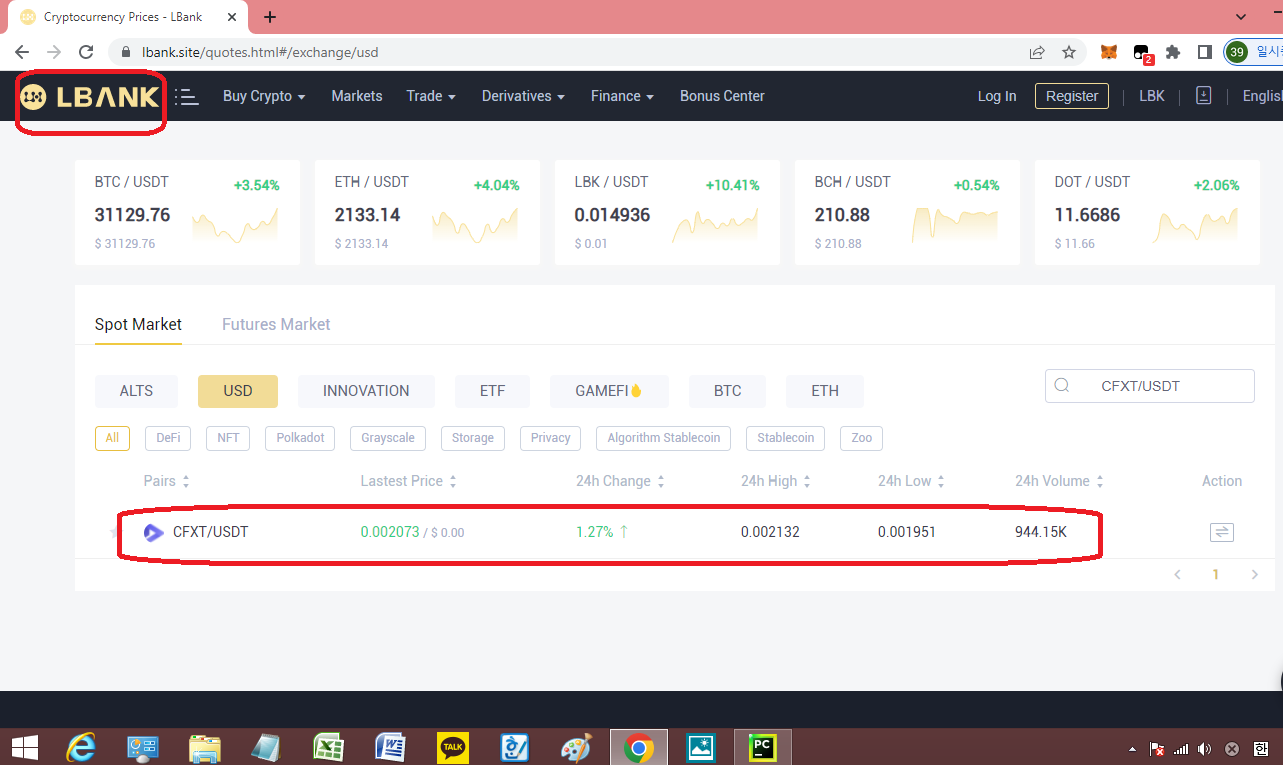 Cryptocurrency Prices - LBank
lbank.site/quotes.html#/exchange/usd
2
39 일시
LBANK Buy Crypto Markets Trade Derivatives Finance Bonus Center Log In Register LBK English
BTC / USDT +3.54%
31129.76
$ 31129.76
ETH / USDT +4.04%
2133.14
$ 2133.14
LBK / USDT +10.41%
0.014936
$ 0.01
BCH / USDT +0.54%
210.88
$ 210.88
DOT / USDT +2.06%
11.6686
$ 11.66
Spot Market Futures Market
ALTS USD INNOVATION ETF GAMEFI BTC ETH CFXT/USDT
All DeFi NFT Polkadot Grayscale Storage Privacy Algorithm Stablecoin Stablecoin Zoo
Pairs Lastest Price 24h Change 24h High 24h Low 24h Volume Action
CFXT/USDT 0.002073 / $ 0.00 1.27% ↑ 0.002132 0.001951 944.15K
< 1 >
TALK PC 한